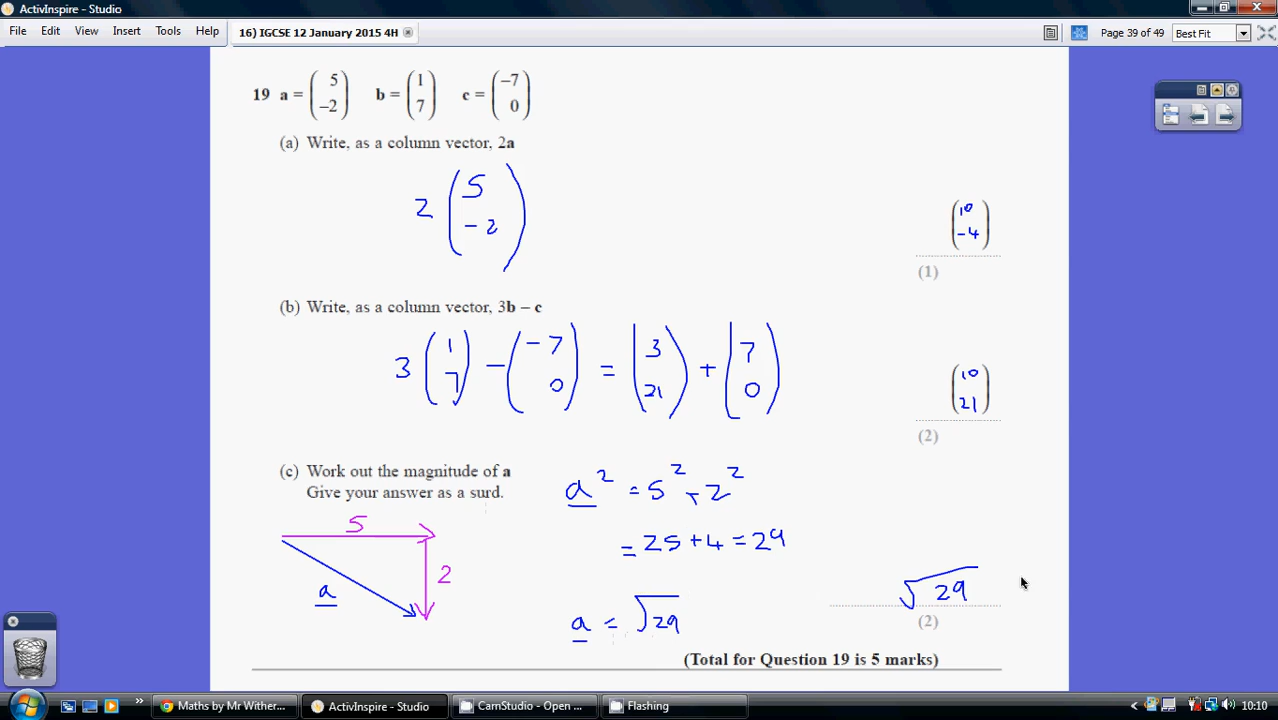 ActivInspire - Studio
File Edit View Insert Tools Help 16) IGCSE 12 January 2015 4H Page 39 of 49 Best Fit
19 a = ( 5 -2 ) b = ( 1 7 ) c = ( -7 0 )
(a) Write, as a column vector, 2a
2 ( 5 -2 )
( 10 -4 )
(1)
(b) Write, as a column vector, 3b – c
3 ( 1 7 ) - ( -7 0 ) = ( 3 21 ) + ( 7 0 )
( 10 21 )
(2)
(c) Work out the magnitude of a
Give your answer as a surd.
5
2
a
a² = 5² + 2²
= 25 + 4 = 29
a = √29
√29
(2)
(Total for Question 19 is 5 marks)
Maths by Mr Wither... ActivInspire - Studio CamStudio - Open ... Flashing 10:10